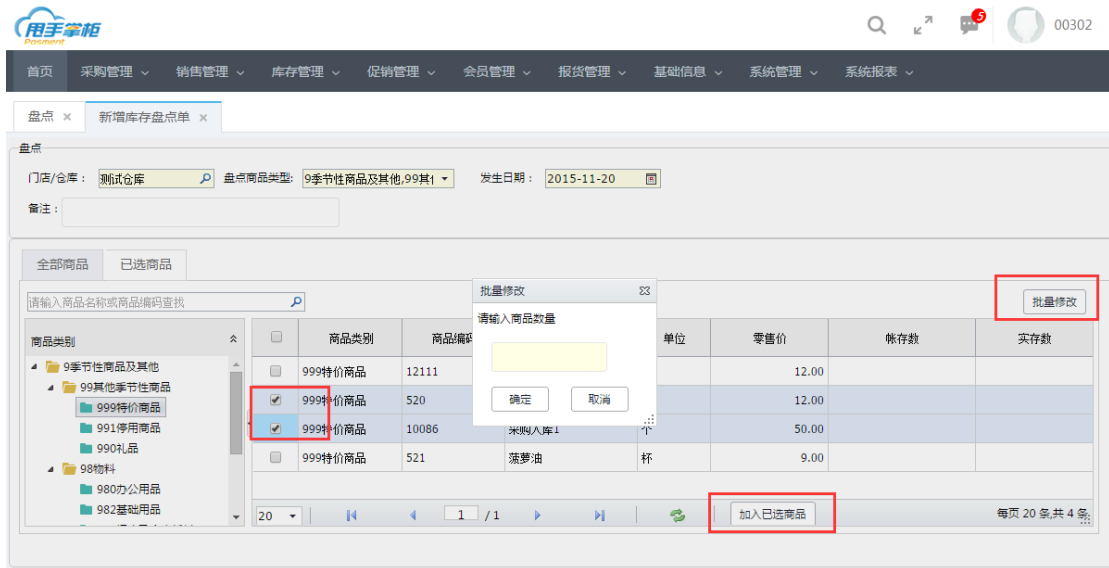 甩手掌柜
Posment
5
00302
首页 采购管理 销售管理 库存管理 促销管理 会员管理 报货管理 基础信息 系统管理 系统报表
盘点 × 新增库存盘点单 ×
盘点
门店/仓库： 测试仓库 盘点商品类型: 9季节性商品及其他,99其 发生日期： 2015-11-20
备注：
全部商品 已选商品
批量修改
请输入商品名称或商品编码查找
请输入商品数量
批量修改
商品类别
商品类别 商品编码 单位 零售价 帐存数 实存数
9季节性商品及其他
999特价商品 12111 12.00
99其他季节性商品
确定 取消
999特价商品
999特价商品 520 12.00
991停用商品
999特价商品 10086 采购入库1 个 50.00
990礼品
999特价商品 521 菠萝油 杯 9.00
98物料
980办公用品
982基础用品
20 1 /1 加入已选商品 每页 20 条,共 4 条